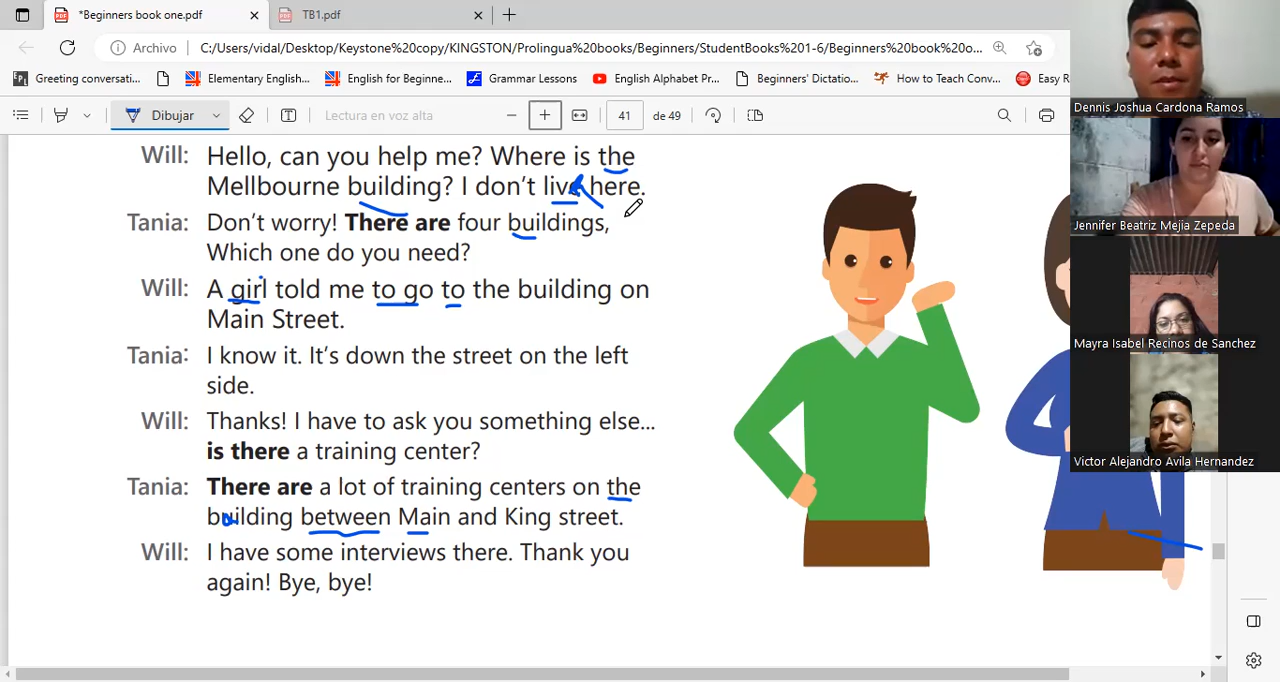 *Beginners book one.pdf
TB1.pdf
Archivo
C:/Users/vidal/Desktop/Keystone%20copy/KINGSTON/Prolingua%20books/Beginners/StudentBooks%201-6/Beginners%20book%20o...
Greeting conversati...
Elementary English...
English for Beginne...
Grammar Lessons
English Alphabet Pr...
Beginners' Dictatio...
How to Teach Conv...
Easy R
Dibujar
Lectura en voz alta
41
de 49
Will: Hello, can you help me? Where is the
Mellbourne building? I don't live here.
Tania: Don't worry! There are four buildings,
Which one do you need?
Will: A girl told me to go to the building on
Main Street.
Tania: I know it. It's down the street on the left
side.
Will: Thanks! I have to ask you something else...
is there a training center?
Tania: There are a lot of training centers on the
building between Main and King street.
Will: I have some interviews there. Thank you
again! Bye, bye!
Dennis Joshua Cardona Ramos
Jennifer Beatriz Mejia Zepeda
Mayra Isabel Recinos de Sanchez
Victor Alejandro Avila Hernandez